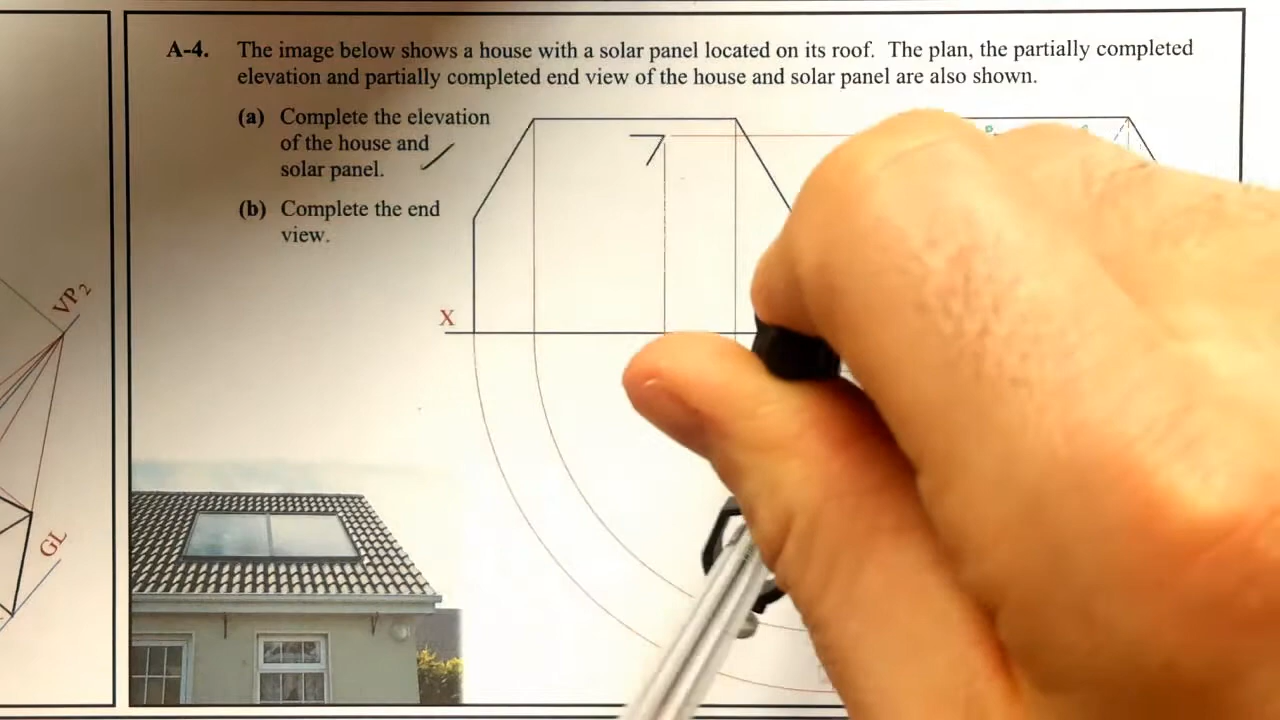 A-4. The image below shows a house with a solar panel located on its roof. The plan, the partially completed
elevation and partially completed end view of the house and solar panel are also shown.
(a) Complete the elevation
of the house and
solar panel.
(b) Complete the end
view.
X
VP2
GL